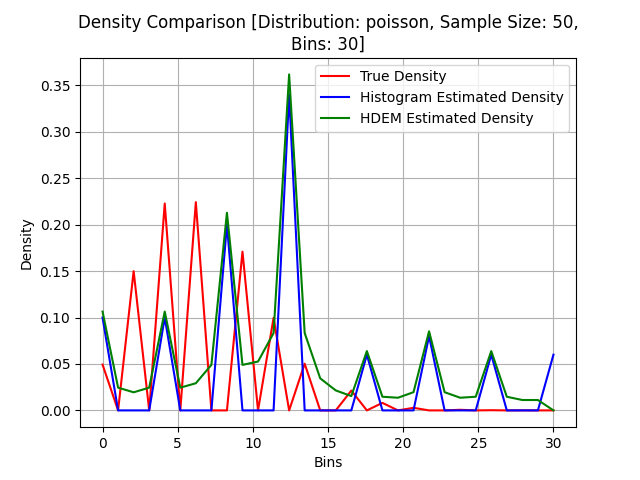 Density Comparison [Distribution: poisson, Sample Size: 50,
Bins: 30]
True Density
Histogram Estimated Density
HDEM Estimated Density
Density
0.35
0.30
0.25
0.20
0.15
0.10
0.05
0.00
0 5 10 15 20 25 30
Bins